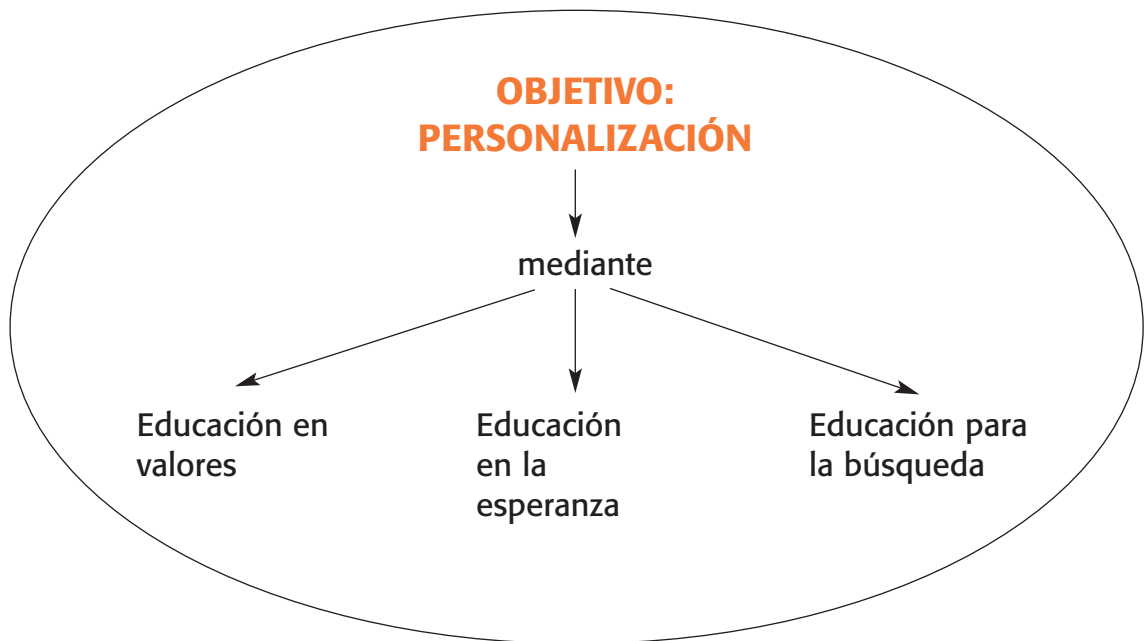 OBJETIVO:
PERSONALIZACIÓN
mediante
Educación en
valores
Educación
en la
esperanza
Educación para
la búsqueda